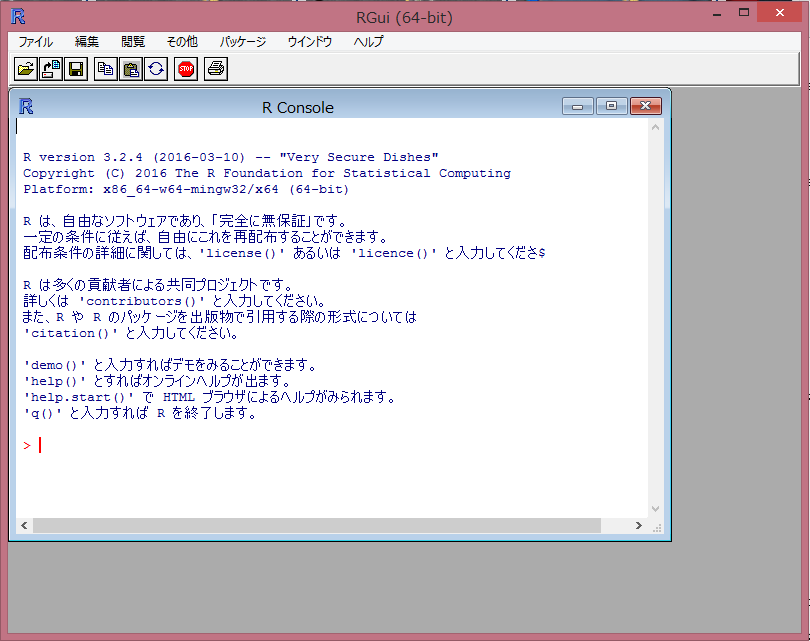 RGui (64-bit)
ファイル 編集 閲覧 その他 パッケージ ウインドウ ヘルプ
STOP
R Console
R version 3.2.4 (2016-03-10) -- "Very Secure Dishes"
Copyright (C) 2016 The R Foundation for Statistical Computing
Platform: x86_64-w64-mingw32/x64 (64-bit)
R は、自由なソフトウェアであり、「完全に無保証」です。
一定の条件に従えば、自由にこれを再配布することができます。
配布条件の詳細に関しては、'license()' あるいは 'licence()' と入力してくださ$
R は多くの貢献者による共同プロジェクトです。
詳しくは 'contributors()' と入力してください。
また、R や R のパッケージを出版物で引用する際の形式については
'citation()' と入力してください。
'demo()' と入力すればデモをみることができます。
'help()' とすればオンラインヘルプが出ます。
'help.start()' で HTML ブラウザによるヘルプがみられます。
'q()' と入力すれば R を終了します。
>